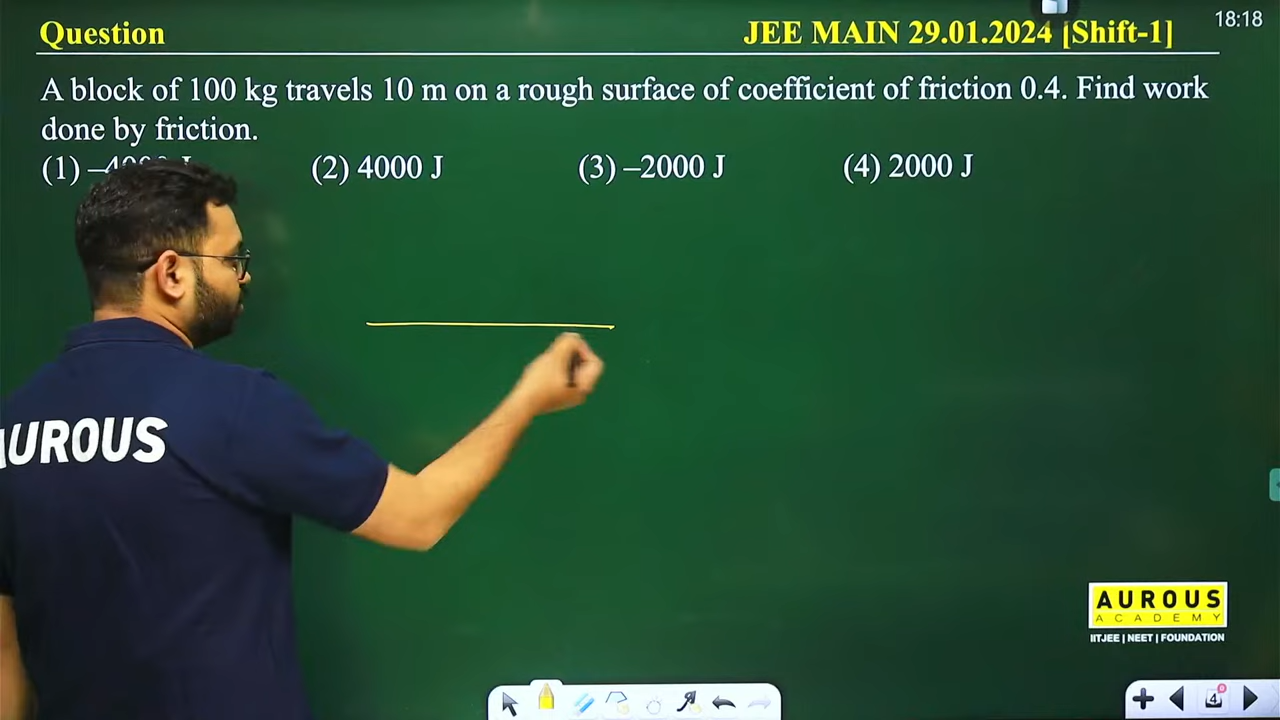 18:18
Question
JEE MAIN 29.01.2024 [Shift-1]
A block of 100 kg travels 10 m on a rough surface of coefficient of friction 0.4. Find work
done by friction.
(1) (2) 4000 J (3) –2000 J (4) 2000 J
AUROUS
AUROUS
ACADEMY
IITJEE | NEET | FOUNDATION
4